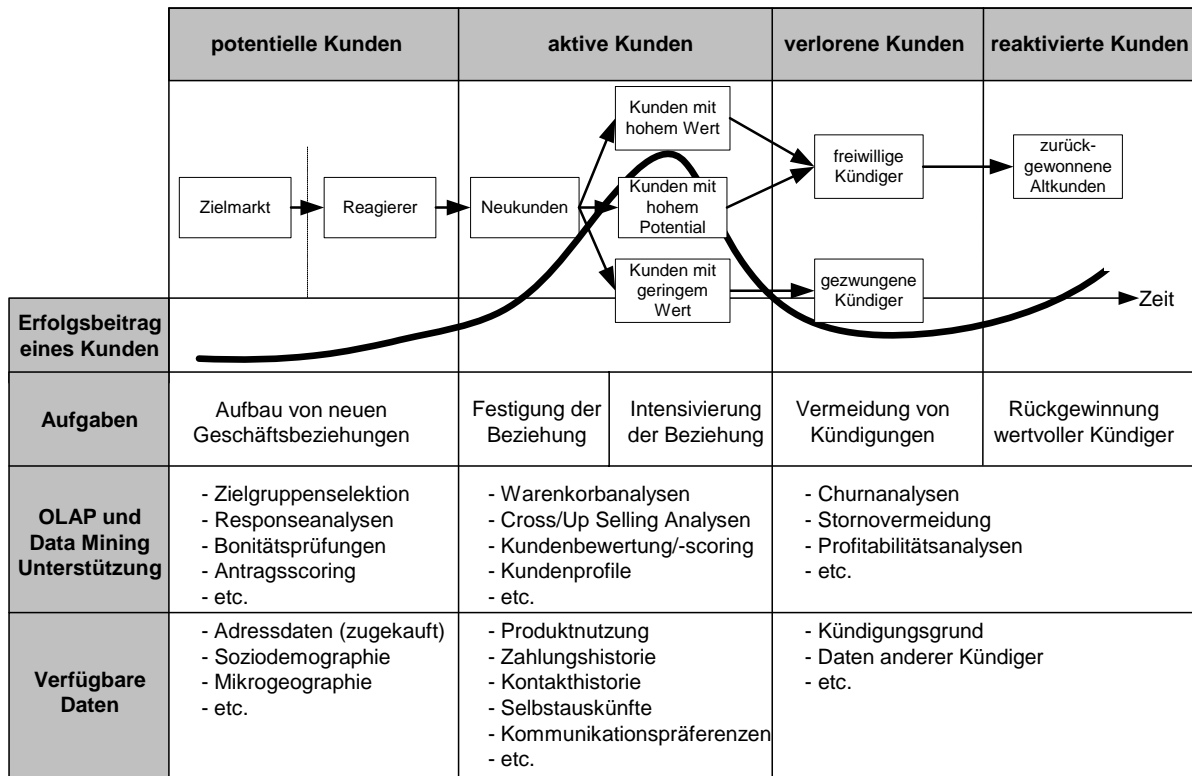 potentielle Kunden
aktive Kunden
verlorene Kunden
reaktivierte Kunden
Zielmarkt
Reagierer
Neukunden
Kunden mit
hohem Wert
Kunden mit
hohem
Potential
Kunden mit
geringem
Wert
freiwillige
Kündiger
gezwungene
Kündiger
zurück-
gewonnene
Altkunden
Zeit
Erfolgsbeitrag
eines Kunden
Aufgaben
Aufbau von neuen
Geschäftsbeziehungen
Festigung der
Beziehung
Intensivierung
der Beziehung
Vermeidung von
Kündigungen
Rückgewinnung
wertvoller Kündiger
OLAP und
Data Mining
Unterstützung
- Zielgruppenselektion
- Responseanalysen
- Bonitätsprüfungen
- Antragsscoring
- etc.
- Warenkorbanalysen
- Cross/Up Selling Analysen
- Kundenbewertung/-scoring
- Kundenprofile
- etc.
- Churnanalysen
- Stornovermeidung
- Profitabilitätsanalysen
- etc.
Verfügbare
Daten
- Adressdaten (zugekauft)
- Soziodemographie
- Mikrogeographie
- etc.
- Produktnutzung
- Zahlungshistorie
- Kontakthistorie
- Selbstauskünfte
- Kommunikationspräferenzen
- etc.
- Kündigungsgrund
- Daten anderer Kündiger
- etc.